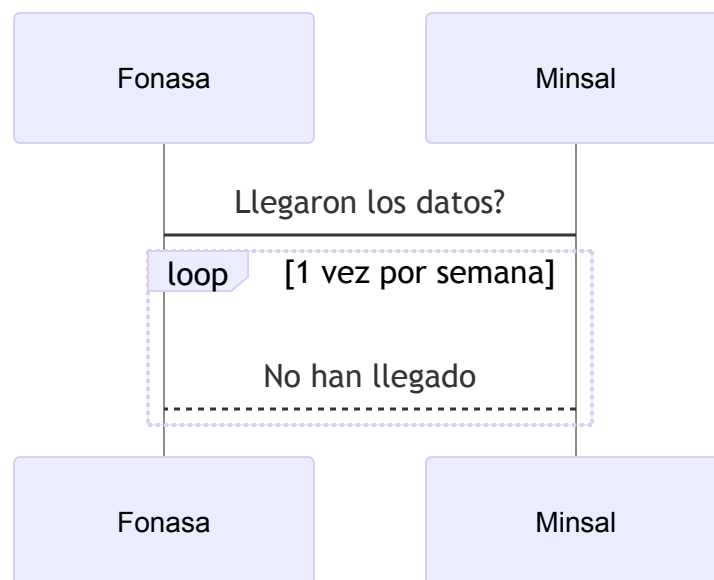 Fonasa
Minsal
Llegaron los datos?
loop [1 vez por semana]
No han llegado
Fonasa
Minsal